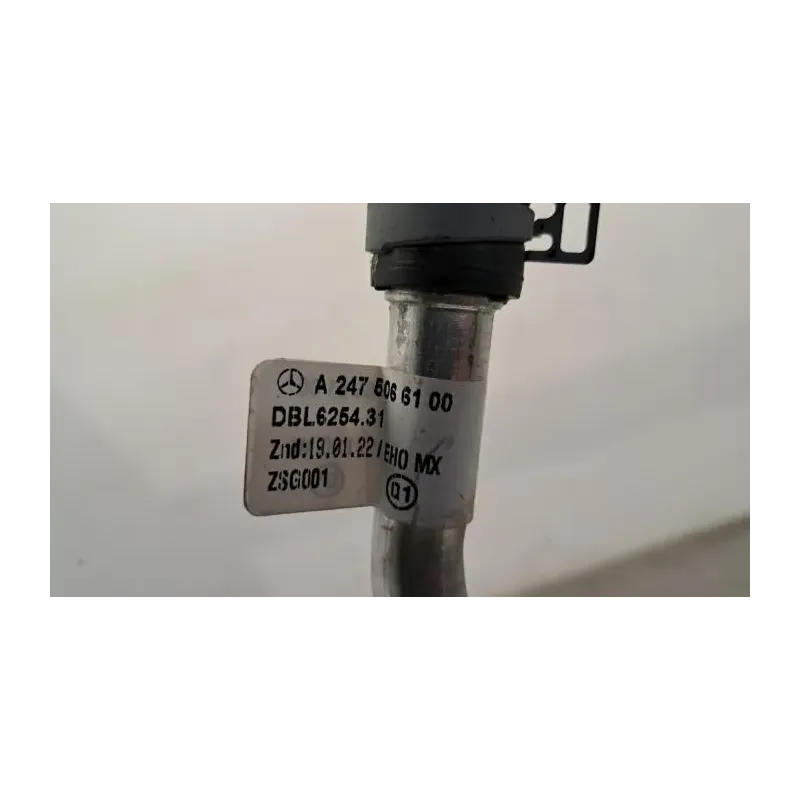 A 247 506 61 00
DBL6254.31
Znd:19.01.22/EHO MX
ZSG001
Q1